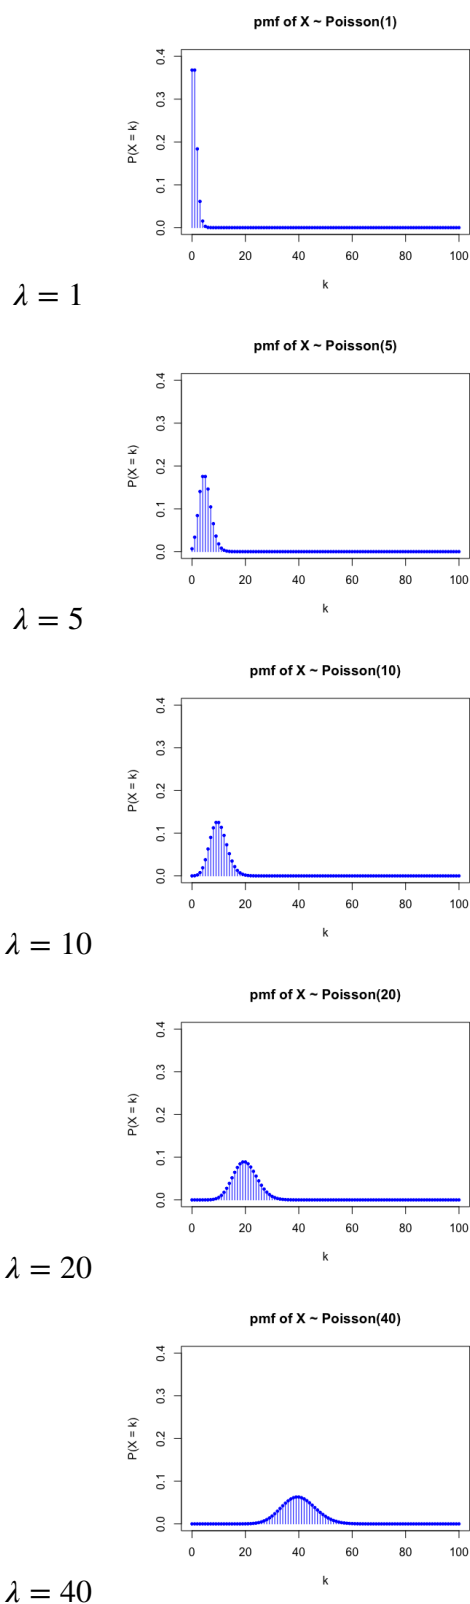 pmf of X ~ Poisson(1)
0.4
0.3
0.2
0.1
0.0
P(X = k)
0 20 40 60 80 100
k
λ = 1
pmf of X ~ Poisson(5)
0.4
0.3
0.2
0.1
0.0
P(X = k)
0 20 40 60 80 100
k
λ = 5
pmf of X ~ Poisson(10)
0.4
0.3
0.2
0.1
0.0
P(X = k)
0 20 40 60 80 100
k
λ = 10
pmf of X ~ Poisson(20)
0.4
0.3
0.2
0.1
0.0
P(X = k)
0 20 40 60 80 100
k
λ = 20
pmf of X ~ Poisson(40)
0.4
0.3
0.2
0.1
0.0
P(X = k)
0 20 40 60 80 100
k
λ = 40